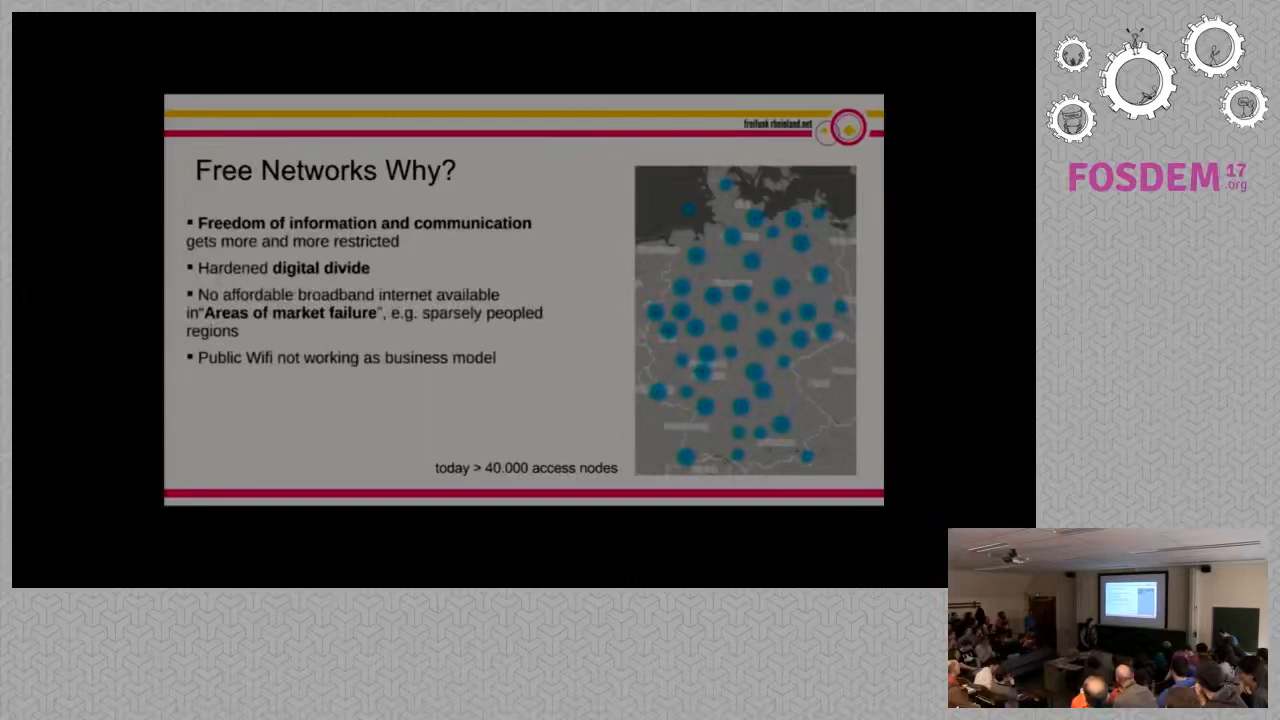 freifunk rheinland.net
FOSDEM 17
.org
Free Networks Why?
▪ Freedom of information and communication
gets more and more restricted
▪ Hardened digital divide
▪ No affordable broadband internet available
in“Areas of market failure”, e.g. sparsely peopled
regions
▪ Public Wifi not working as business model
today > 40.000 access nodes